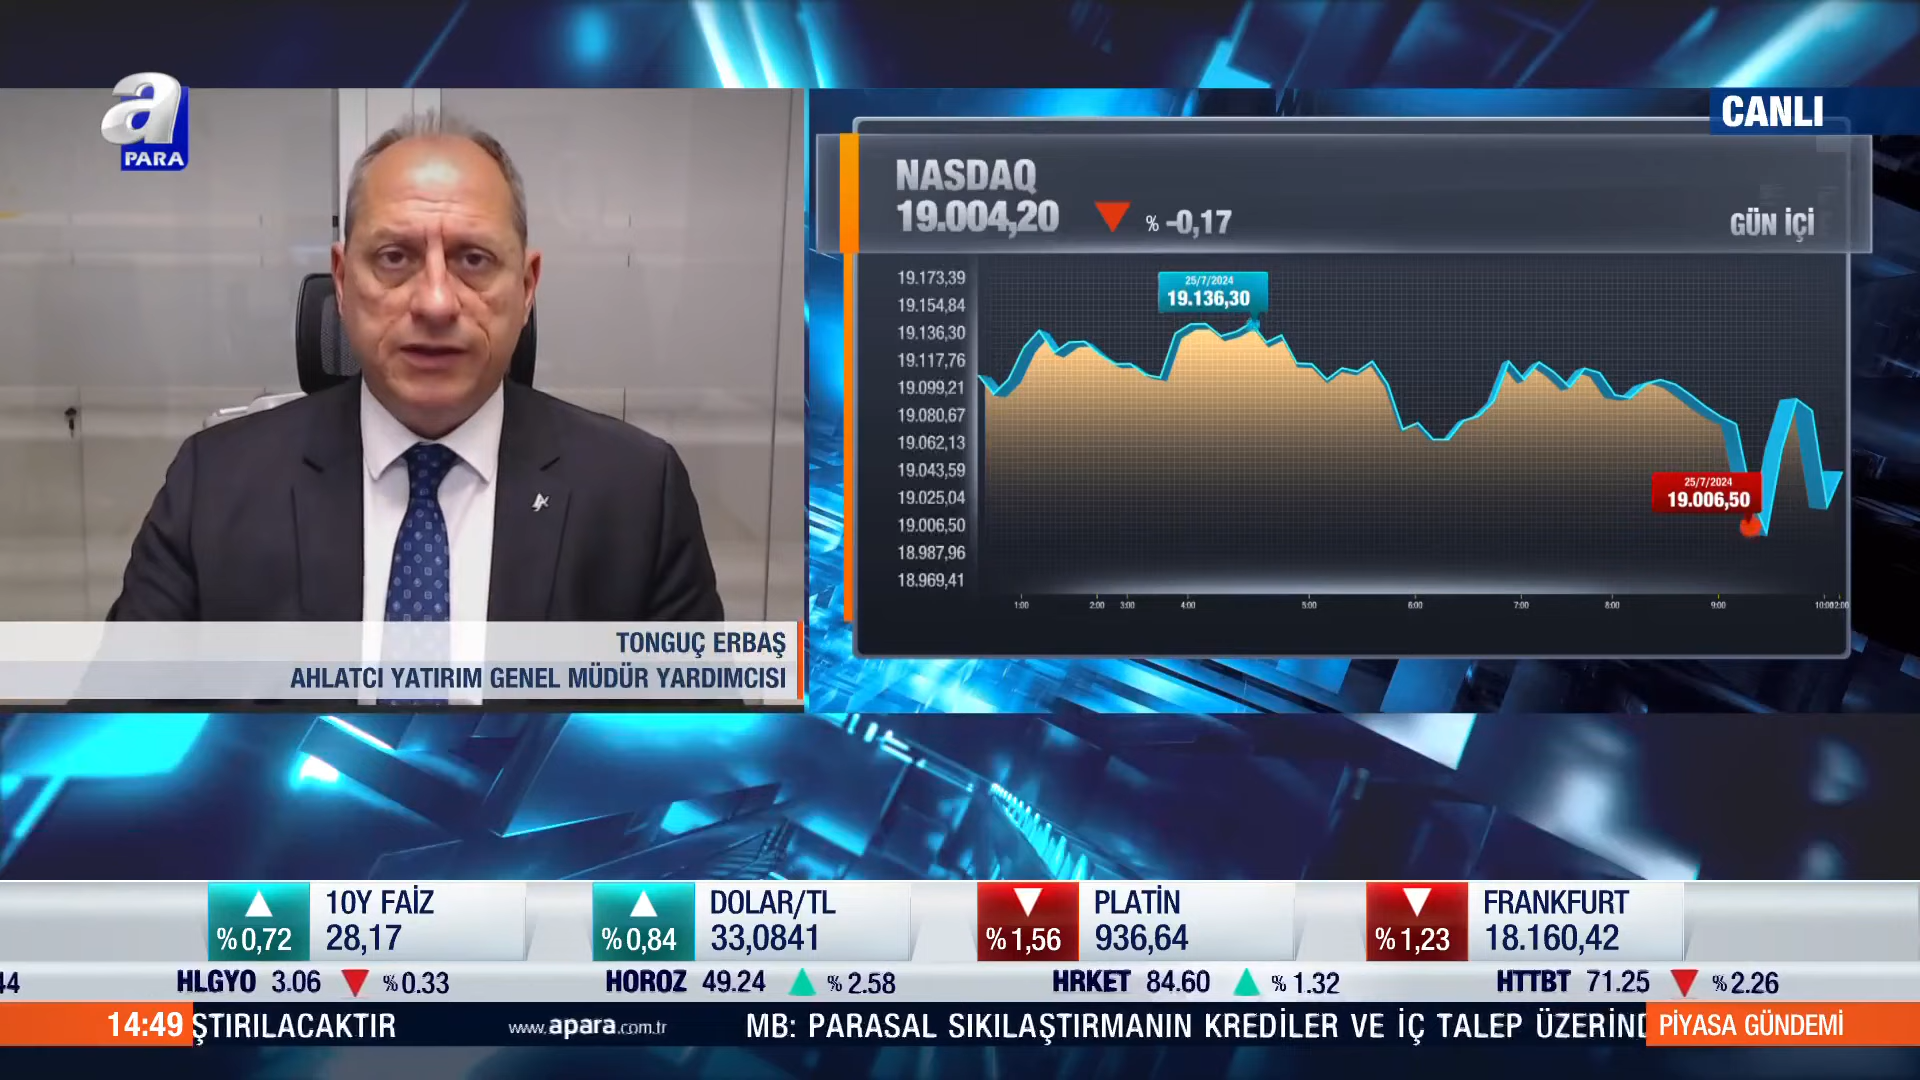 a
PARA
CANLI
NASDAQ
19.004,20 % -0,17
GÜN İÇİ
19.173,39
19.154,84
19.136,30
19.117,76
19.099,21
19.080,67
19.062,13
19.043,59
19.025,04
19.006,50
18.987,96
18.969,41
25/7/2024
19.136,30
25/7/2024
19.006,50
1:00 2:00 3:00 4:00 5:00 6:00 7:00 8:00 9:00
TONGUÇ ERBAŞ
AHLATCI YATIRIM GENEL MÜDÜR YARDIMCISI
%0,72 10Y FAİZ 28,17
%0,84 DOLAR/TL 33,0841
%1,56 PLATİN 936,64
%1,23 FRANKFURT 18.160,42
44 HLGYO 3.06 %0.33 HOROZ 49.24 % 2.58 HRKET 84.60 % 1.32 HTTBT 71.25 %2.26
14:49 ŞTIRILACAKTIR www.apara.com.tr MB: PARASAL SIKILAŞTIRMANIN KREDİLER VE İÇ TALEP ÜZERİND PİYASA GÜNDEMİ